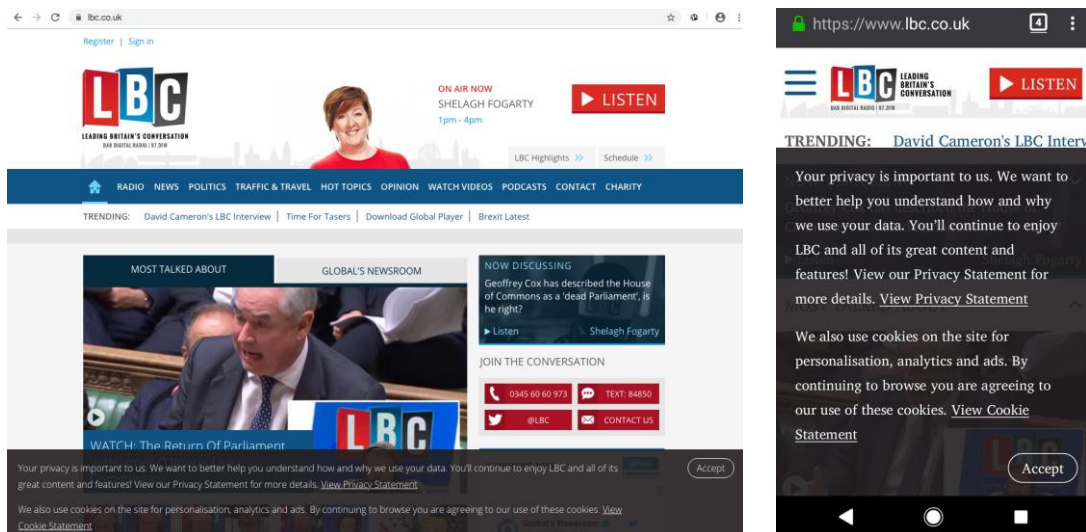 lbc.co.uk
Register | Sign in
LBC
LEADING BRITAIN'S CONVERSATION
DAB DIGITAL RADIO | 97.3FM
ON AIR NOW
SHELAGH FOGARTY
1pm - 4pm
LISTEN
LBC Highlights >>
Schedule >>
RADIO NEWS POLITICS TRAFFIC & TRAVEL HOT TOPICS OPINION WATCH VIDEOS PODCASTS CONTACT CHARITY
TRENDING: David Cameron's LBC Interview | Time For Tasers | Download Global Player | Brexit Latest
MOST TALKED ABOUT
GLOBAL'S NEWSROOM
LBC
WATCH: The Return Of Parliament
NOW DISCUSSING
Geoffrey Cox has described the House
of Commons as a 'dead Parliament', is
he right?
Listen
Shelagh Fogarty
JOIN THE CONVERSATION
0345 60 60 973
TEXT: 84850
@LBC
CONTACT US
Your privacy is important to us. We want to better help you understand how and why we use your data. You'll continue to enjoy LBC and all of its
great content and features! View our Privacy Statement for more details. View Privacy Statement
We also use cookies on the site for personalisation, analytics and ads. By continuing to browse you are agreeing to our use of these cookies. View
Cookie Statement
Accept
https://www.lbc.co.uk
4
LBC
LEADING
BRITAIN'S
CONVERSATION
DAB DIGITAL RADIO | 97.3FM
LISTEN
TRENDING: David Cameron's LBC Interv
Your privacy is important to us. We want to
better help you understand how and why
we use your data. You'll continue to enjoy
LBC and all of its great content and
features! View our Privacy Statement for
more details. View Privacy Statement
We also use cookies on the site for
personalisation, analytics and ads. By
continuing to browse you are agreeing to
our use of these cookies. View Cookie
Statement
Accept